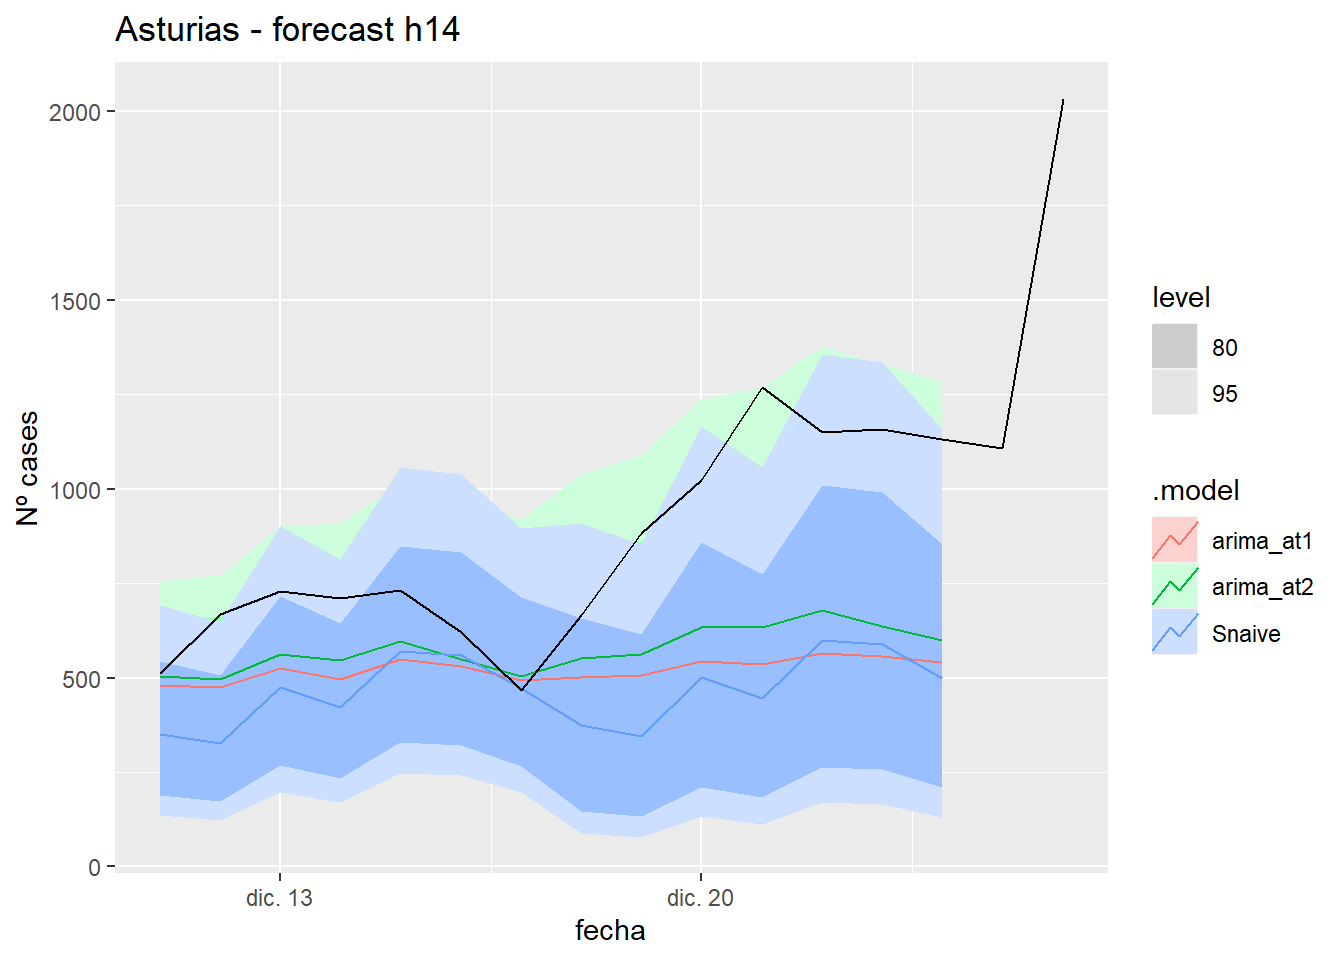 Asturias - forecast h14
2000
1500
1000
500
0
Nº cases
dic. 13
dic. 20
fecha
level
80
95
.model
arima_at1
arima_at2
Snaive